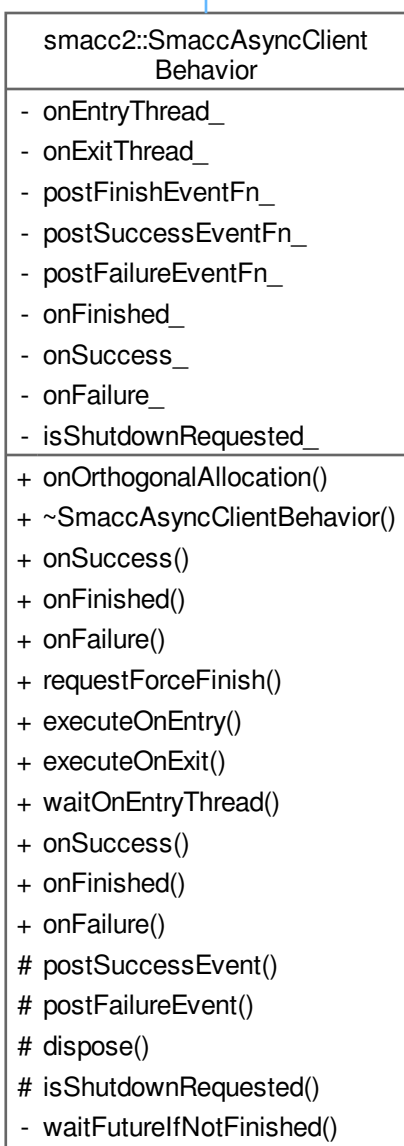 smacc2::SmaccAsyncClient
Behavior
- onEntryThread_
- onExitThread_
- postFinishEventFn_
- postSuccessEventFn_
- postFailureEventFn_
- onFinished_
- onSuccess_
- onFailure_
- isShutdownRequested_
+ onOrthogonalAllocation()
+ ~SmaccAsyncClientBehavior()
+ onSuccess()
+ onFinished()
+ onFailure()
+ requestForceFinish()
+ executeOnEntry()
+ executeOnExit()
+ waitOnEntryThread()
+ onSuccess()
+ onFinished()
+ onFailure()
# postSuccessEvent()
# postFailureEvent()
# dispose()
# isShutdownRequested()
- waitFutureIfNotFinished()